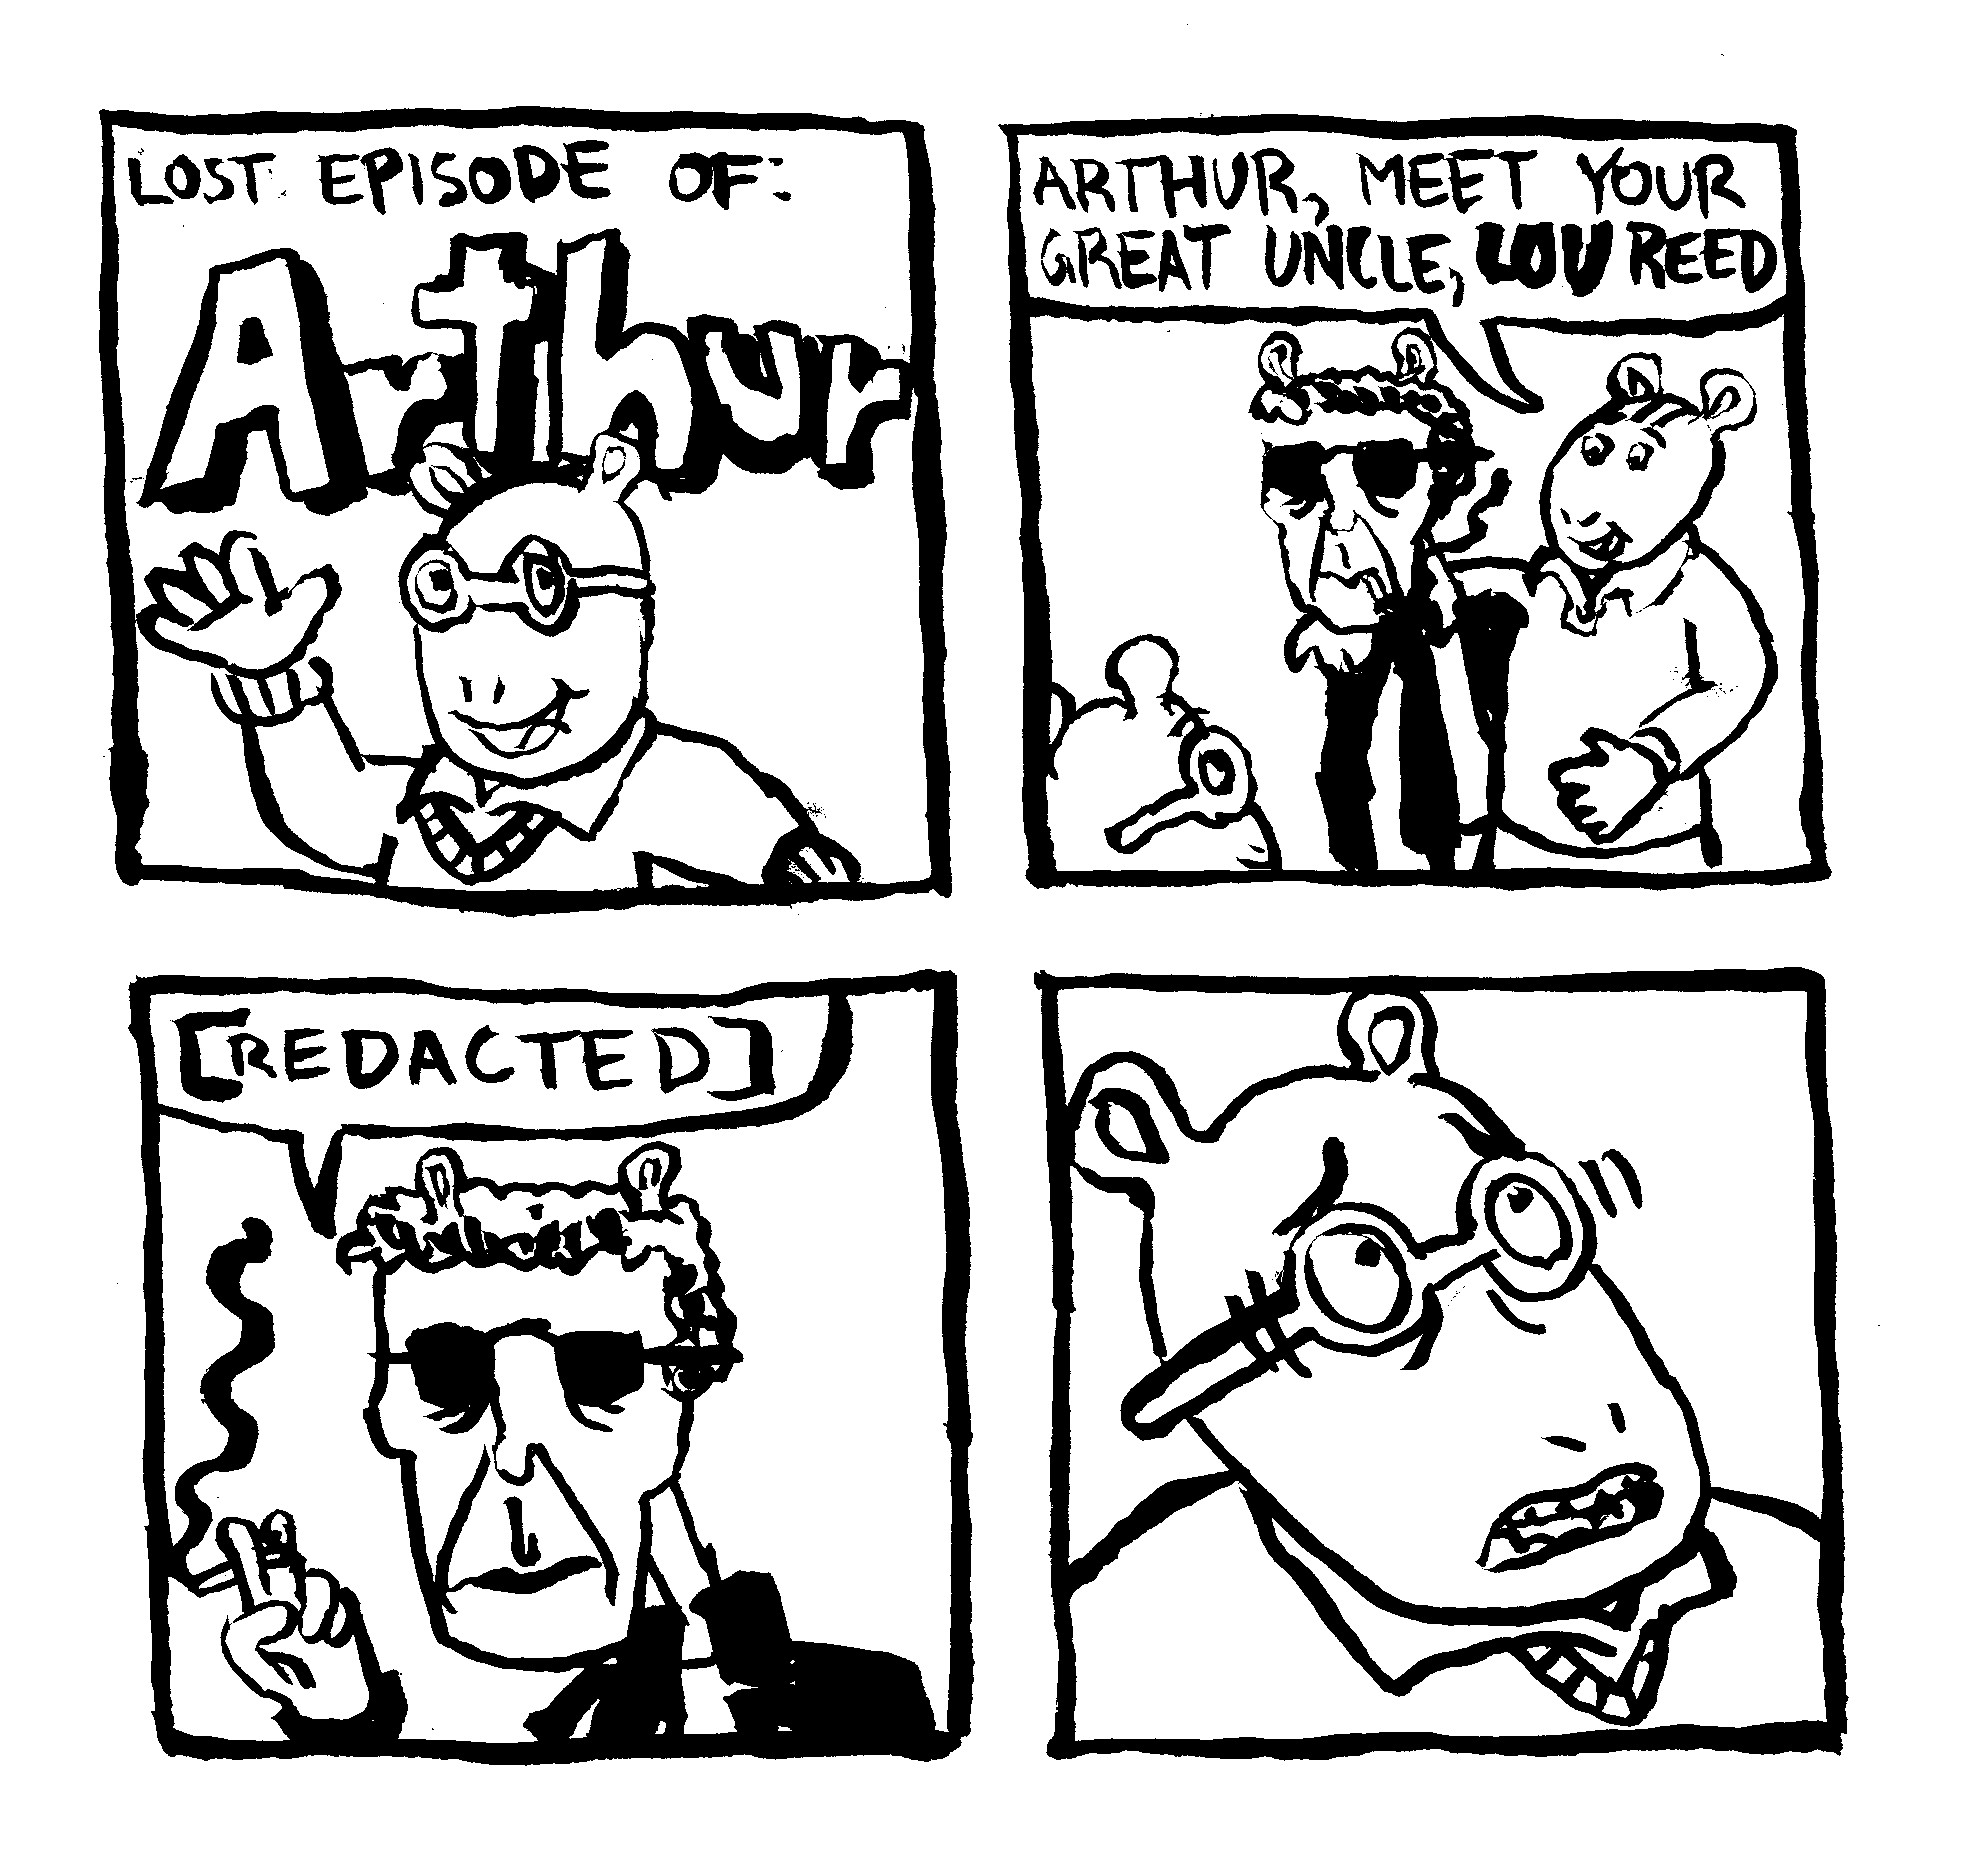 LOST EPISODE OF:
Arthur
ARTHUR, MEET YOUR
GREAT UNCLE, LOU REED
[REDACTED]